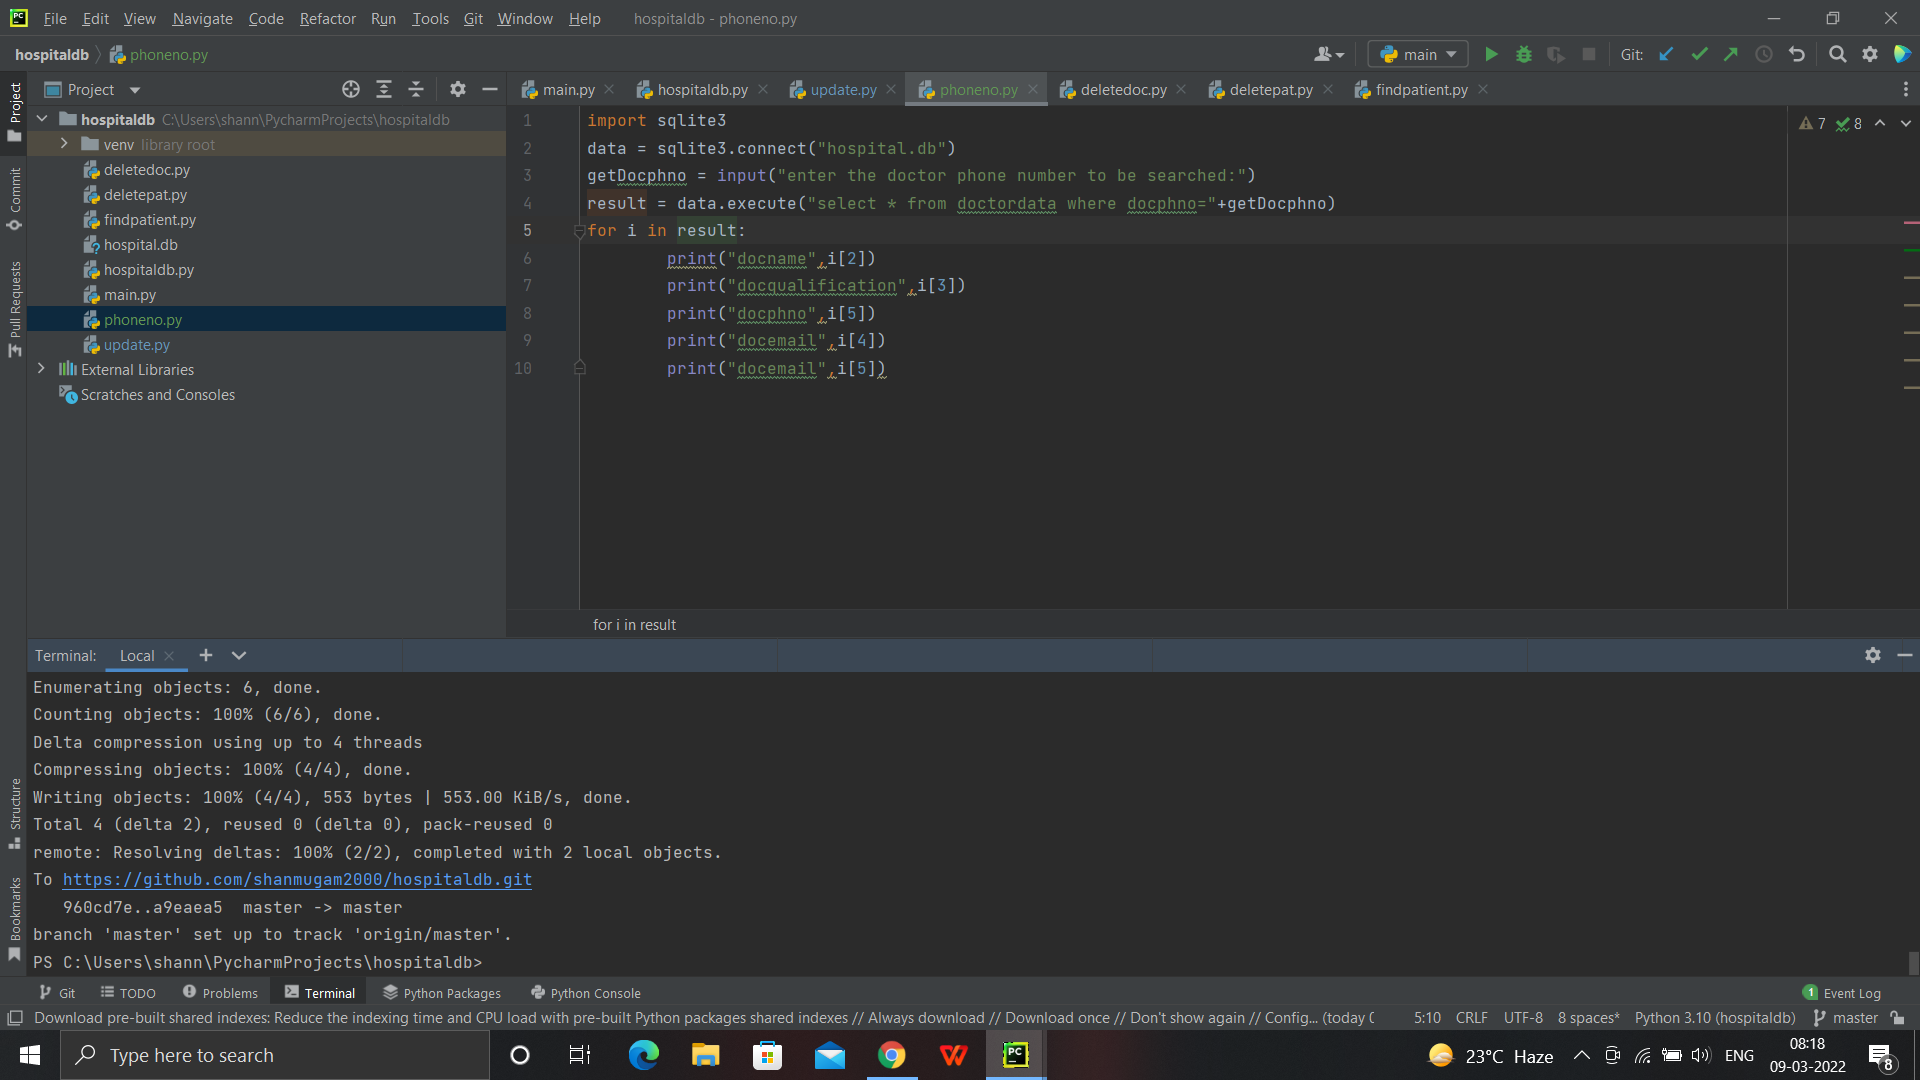 File Edit View Navigate Code Refactor Run Tools Git Window Help hospitaldb - phoneno.py
hospitaldb phoneno.py main Git:
Project
main.py hospitaldb.py update.py phoneno.py deletedoc.py deletepat.py findpatient.py
Project
Commit
Pull Requests
Structure
Bookmarks
hospitaldb C:\Users\shann\PycharmProjects\hospitaldb
venv library root
deletedoc.py
deletepat.py
findpatient.py
hospital.db
hospitaldb.py
main.py
phoneno.py
update.py
External Libraries
Scratches and Consoles
7 8
1 import sqlite3
2 data = sqlite3.connect("hospital.db")
3 getDocphno = input("enter the doctor phone number to be searched:")
4 result = data.execute("select * from doctordata where docphno="+getDocphno)
5 for i in result:
6 print("docname",i[2])
7 print("docqualification",i[3])
8 print("docphno",i[5])
9 print("docemail",i[4])
10 print("docemail",i[5])
for i in result
Terminal: Local
Enumerating objects: 6, done.
Counting objects: 100% (6/6), done.
Delta compression using up to 4 threads
Compressing objects: 100% (4/4), done.
Writing objects: 100% (4/4), 553 bytes | 553.00 KiB/s, done.
Total 4 (delta 2), reused 0 (delta 0), pack-reused 0
remote: Resolving deltas: 100% (2/2), completed with 2 local objects.
To https://github.com/shanmugam2000/hospitaldb.git
960cd7e..a9eaea5 master -> master
branch 'master' set up to track 'origin/master'.
PS C:\Users\shann\PycharmProjects\hospitaldb>
Git TODO Problems Terminal Python Packages Python Console 1 Event Log
Download pre-built shared indexes: Reduce the indexing time and CPU load with pre-built Python packages shared indexes // Always download // Download once // Don't show again // Config... (today 5:10 CRLF UTF-8 8 spaces* Python 3.10 (hospitaldb) master
Type here to search 23°C Haze ENG
08:18
09-03-2022
8